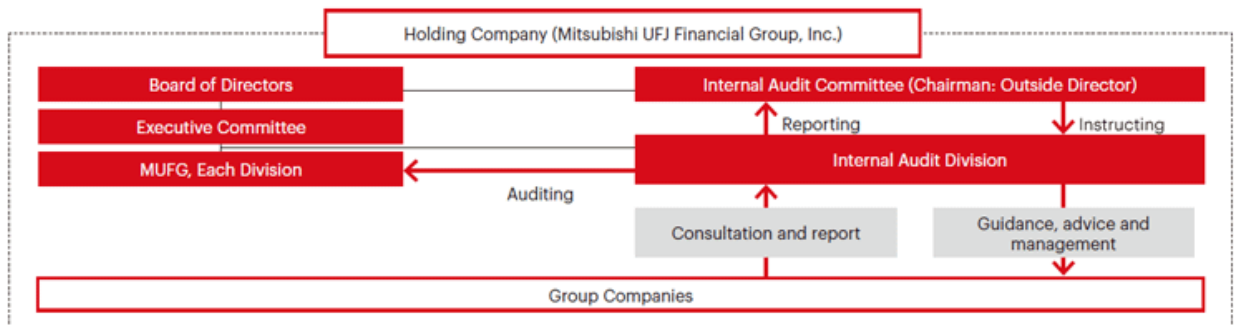 Holding Company (Mitsubishi UFJ Financial Group, Inc.)
Board of Directors
Internal Audit Committee (Chairman: Outside Director)
Executive Committee
Reporting
Instructing
MUFG, Each Division
Internal Audit Division
Auditing
Consultation and report
Guidance, advice and
management
Group Companies